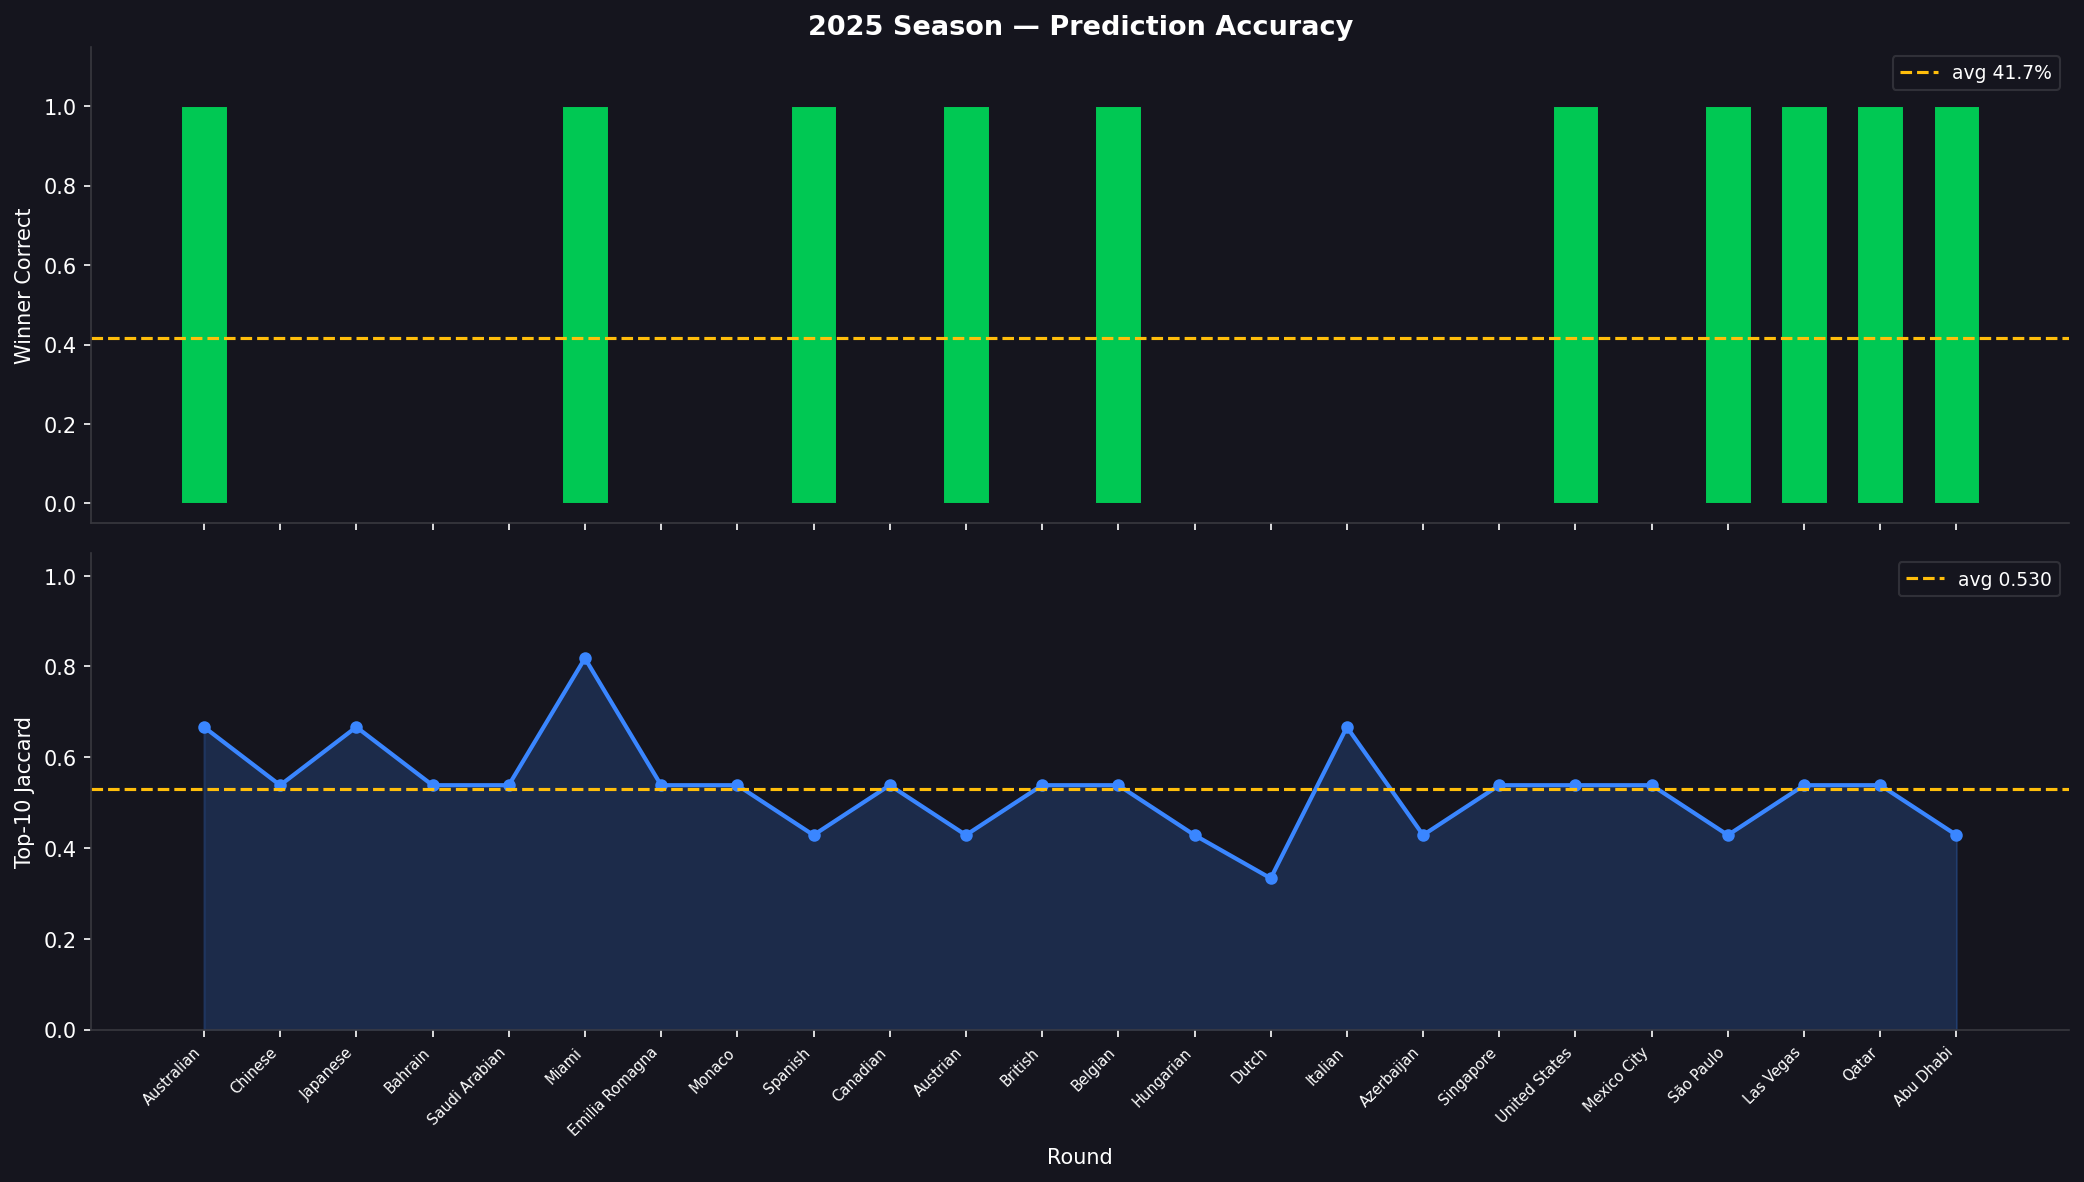 2025 Season — Prediction Accuracy
avg 41.7%
Winner Correct
1.0
0.8
0.6
0.4
0.2
0.0
avg 0.530
Top-10 Jaccard
1.0
0.8
0.6
0.4
0.2
0.0
Australian
Chinese
Japanese
Bahrain
Saudi Arabian
Miami
Emilia Romagna
Monaco
Spanish
Canadian
Austrian
British
Belgian
Hungarian
Dutch
Italian
Azerbaijan
Singapore
United States
Mexico City
São Paulo
Las Vegas
Qatar
Abu Dhabi
Round